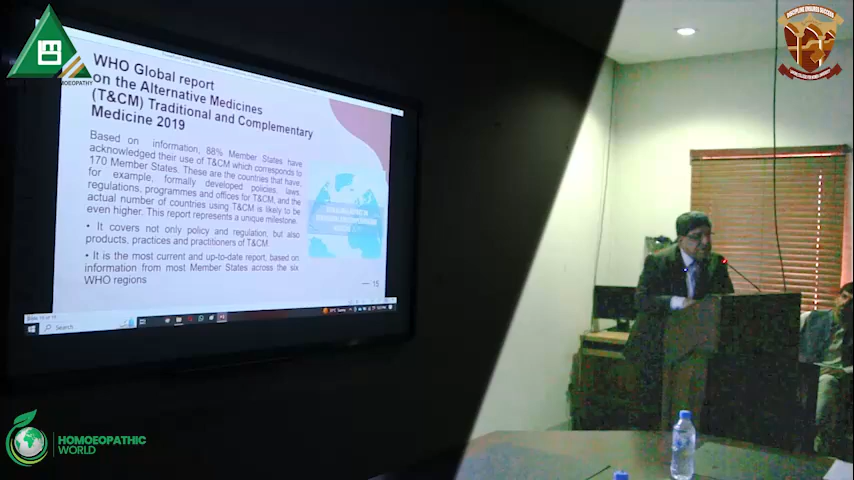 WHO Global report
on the Alternative Medicines
(T&CM) Traditional and Complementary
Medicine 2019
Based on information, 88% Member States have
acknowledged their use of T&CM which corresponds to
170 Member States. These are the countries that have,
for example, formally developed policies, laws,
regulations, programmes and offices for T&CM, and the
actual number of countries using T&CM is likely to be
even higher. This report represents a unique milestone.
• It covers not only policy and regulation, but also
products, practices and practitioners of T&CM
• It is the most current and up-to-date report, based on
information from most Member States across the six
WHO regions
— 15
Search
HOMOEOPATHIC
WORLD